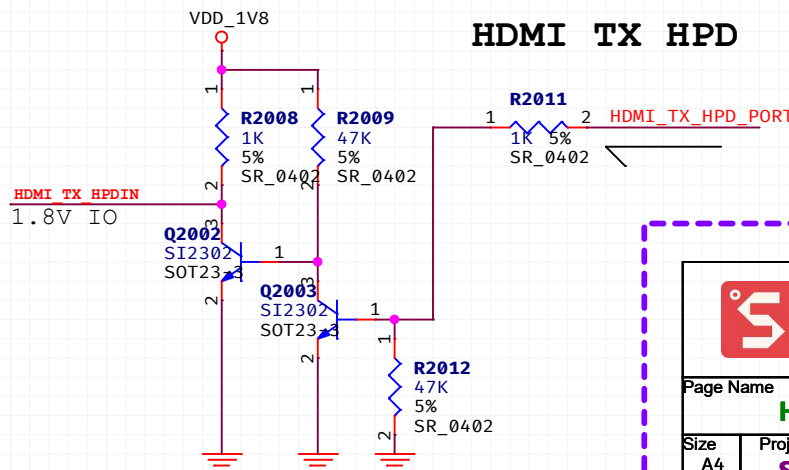 VDD_1V8
HDMI TX HPD
1
1
R2011
R2008
R2009
1
2
HDMI_TX_HPD_PORT
1K
47K
1K 5%
5%
5%
SR_0402
SR_0402
SR_0402
2
2
HDMI_TX_HPDIN
1.8V IO
3
Q2002
SI2302
1
SOT23-3
2
3
Q2003
SI2302
1
SOT23-3
2
1
R2012
47K
5%
SR_0402
2
S
Page Name
H
Size
Proj
A4